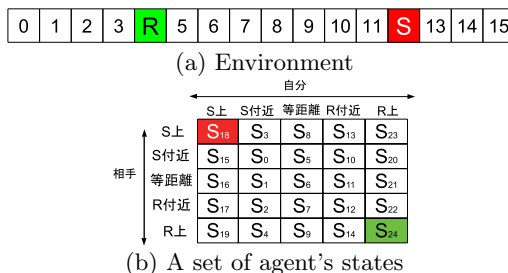 0 1 2 3 R 5 6 7 8 9 10 11 S 13 14 15
(a) Environment
自分
S上 S付近 等距離 R付近 R上
S上 S18 S3 S8 S13 S23
S付近 S15 S0 S5 S10 S20
相手 等距離 S16 S1 S6 S11 S21
R付近 S17 S2 S7 S12 S22
R上 S19 S4 S9 S14 S24
(b) A set of agent's states